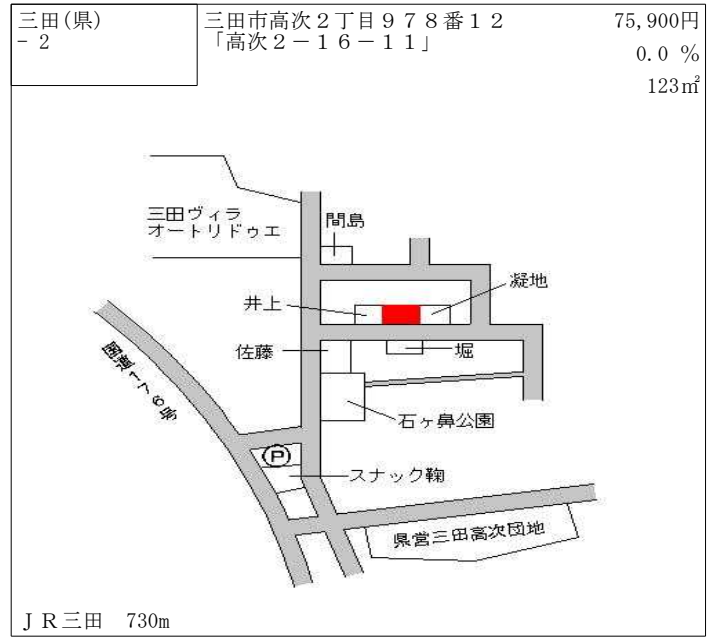 三田(県)
- 2
三田市高次２丁目９７８番１２
「高次２－１６－１１」
75,900円
0.0 %
123㎡
三田ヴィラ
オートリドゥエ
間島
凝地
井上
佐藤
堀
国道176号
石ヶ鼻公園
P
スナック鞠
県営三田高次団地
ＪＲ三田 730m